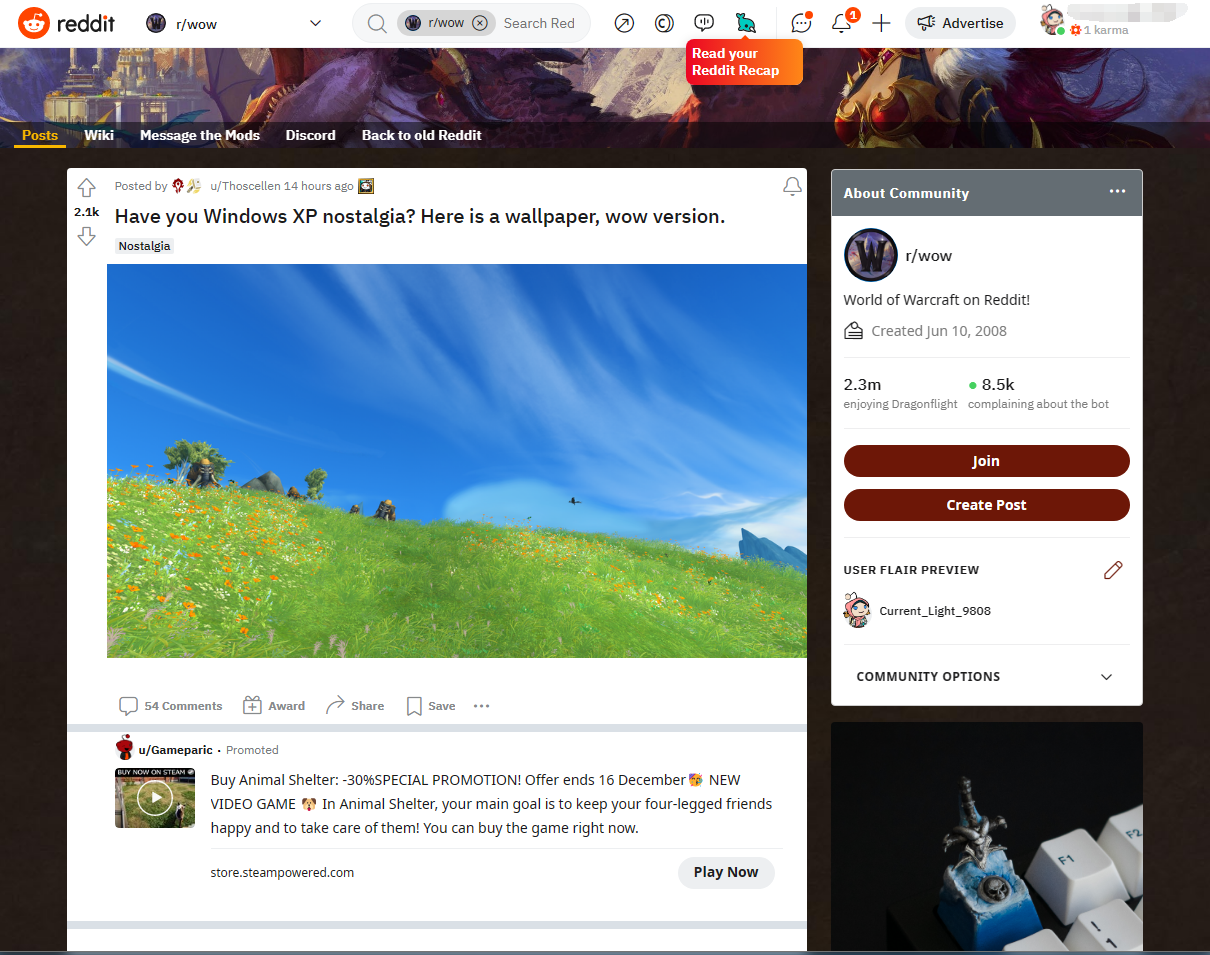 reddit
r/wow
r/wow
Search Red
1
Advertise
1 karma
Read your
Reddit Recap
Posts
Wiki
Message the Mods
Discord
Back to old Reddit
Posted by u/Thoscellen 14 hours ago
2.1k
Have you Windows XP nostalgia? Here is a wallpaper, wow version.
Nostalgia
54 Comments
Award
Share
Save
u/Gameparic · Promoted
BUY NOW ON STEAM
Buy Animal Shelter: -30%SPECIAL PROMOTION! Offer ends 16 December🥳 NEW
VIDEO GAME 🐶 In Animal Shelter, your main goal is to keep your four-legged friends
happy and to take care of them! You can buy the game right now.
store.steampowered.com
Play Now
About Community
W
r/wow
World of Warcraft on Reddit!
Created Jun 10, 2008
2.3m
8.5k
enjoying Dragonflight
complaining about the bot
Join
Create Post
USER FLAIR PREVIEW
Current_Light_9808
COMMUNITY OPTIONS
F1
F2
!
1